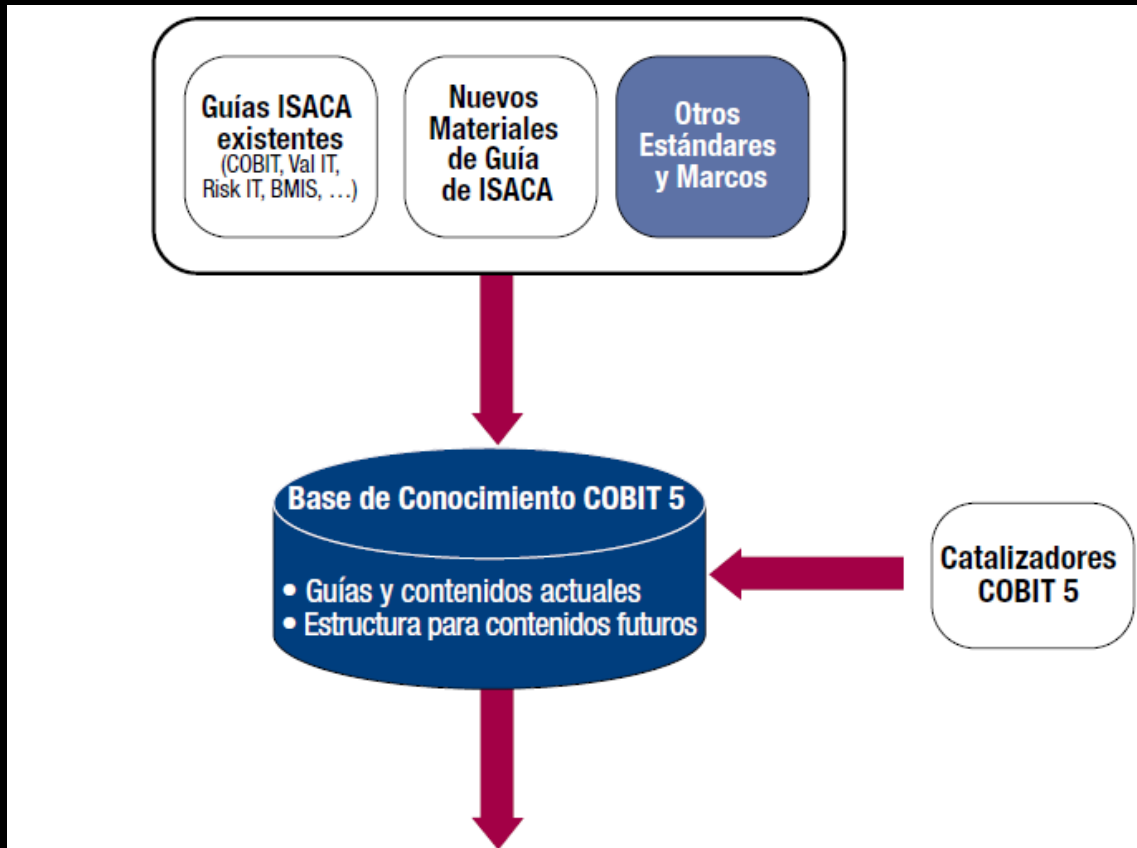 Guías ISACA
existentes
(COBIT, Val IT,
Risk IT, BMIS, …)
Nuevos
Materiales
de Guía
de ISACA
Otros
Estándares
y Marcos
Base de Conocimiento COBIT 5
• Guías y contenidos actuales
• Estructura para contenidos futuros
Catalizadores
COBIT 5